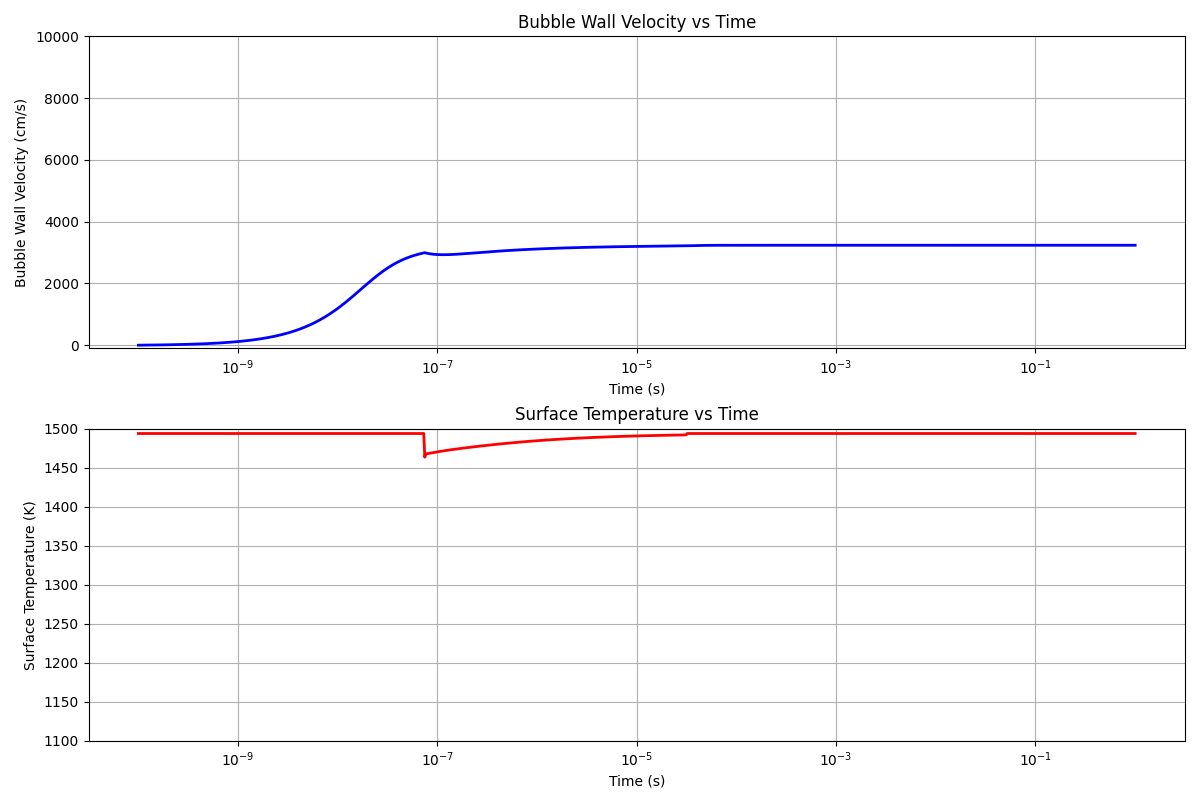 Bubble Wall Velocity vs Time
Bubble Wall Velocity (cm/s)
10000
8000
6000
4000
2000
0
10⁻⁹ 10⁻⁷ 10⁻⁵ 10⁻³ 10⁻¹
Time (s)
Surface Temperature vs Time
Surface Temperature (K)
1500
1450
1400
1350
1300
1250
1200
1150
1100
10⁻⁹ 10⁻⁷ 10⁻⁵ 10⁻³ 10⁻¹
Time (s)